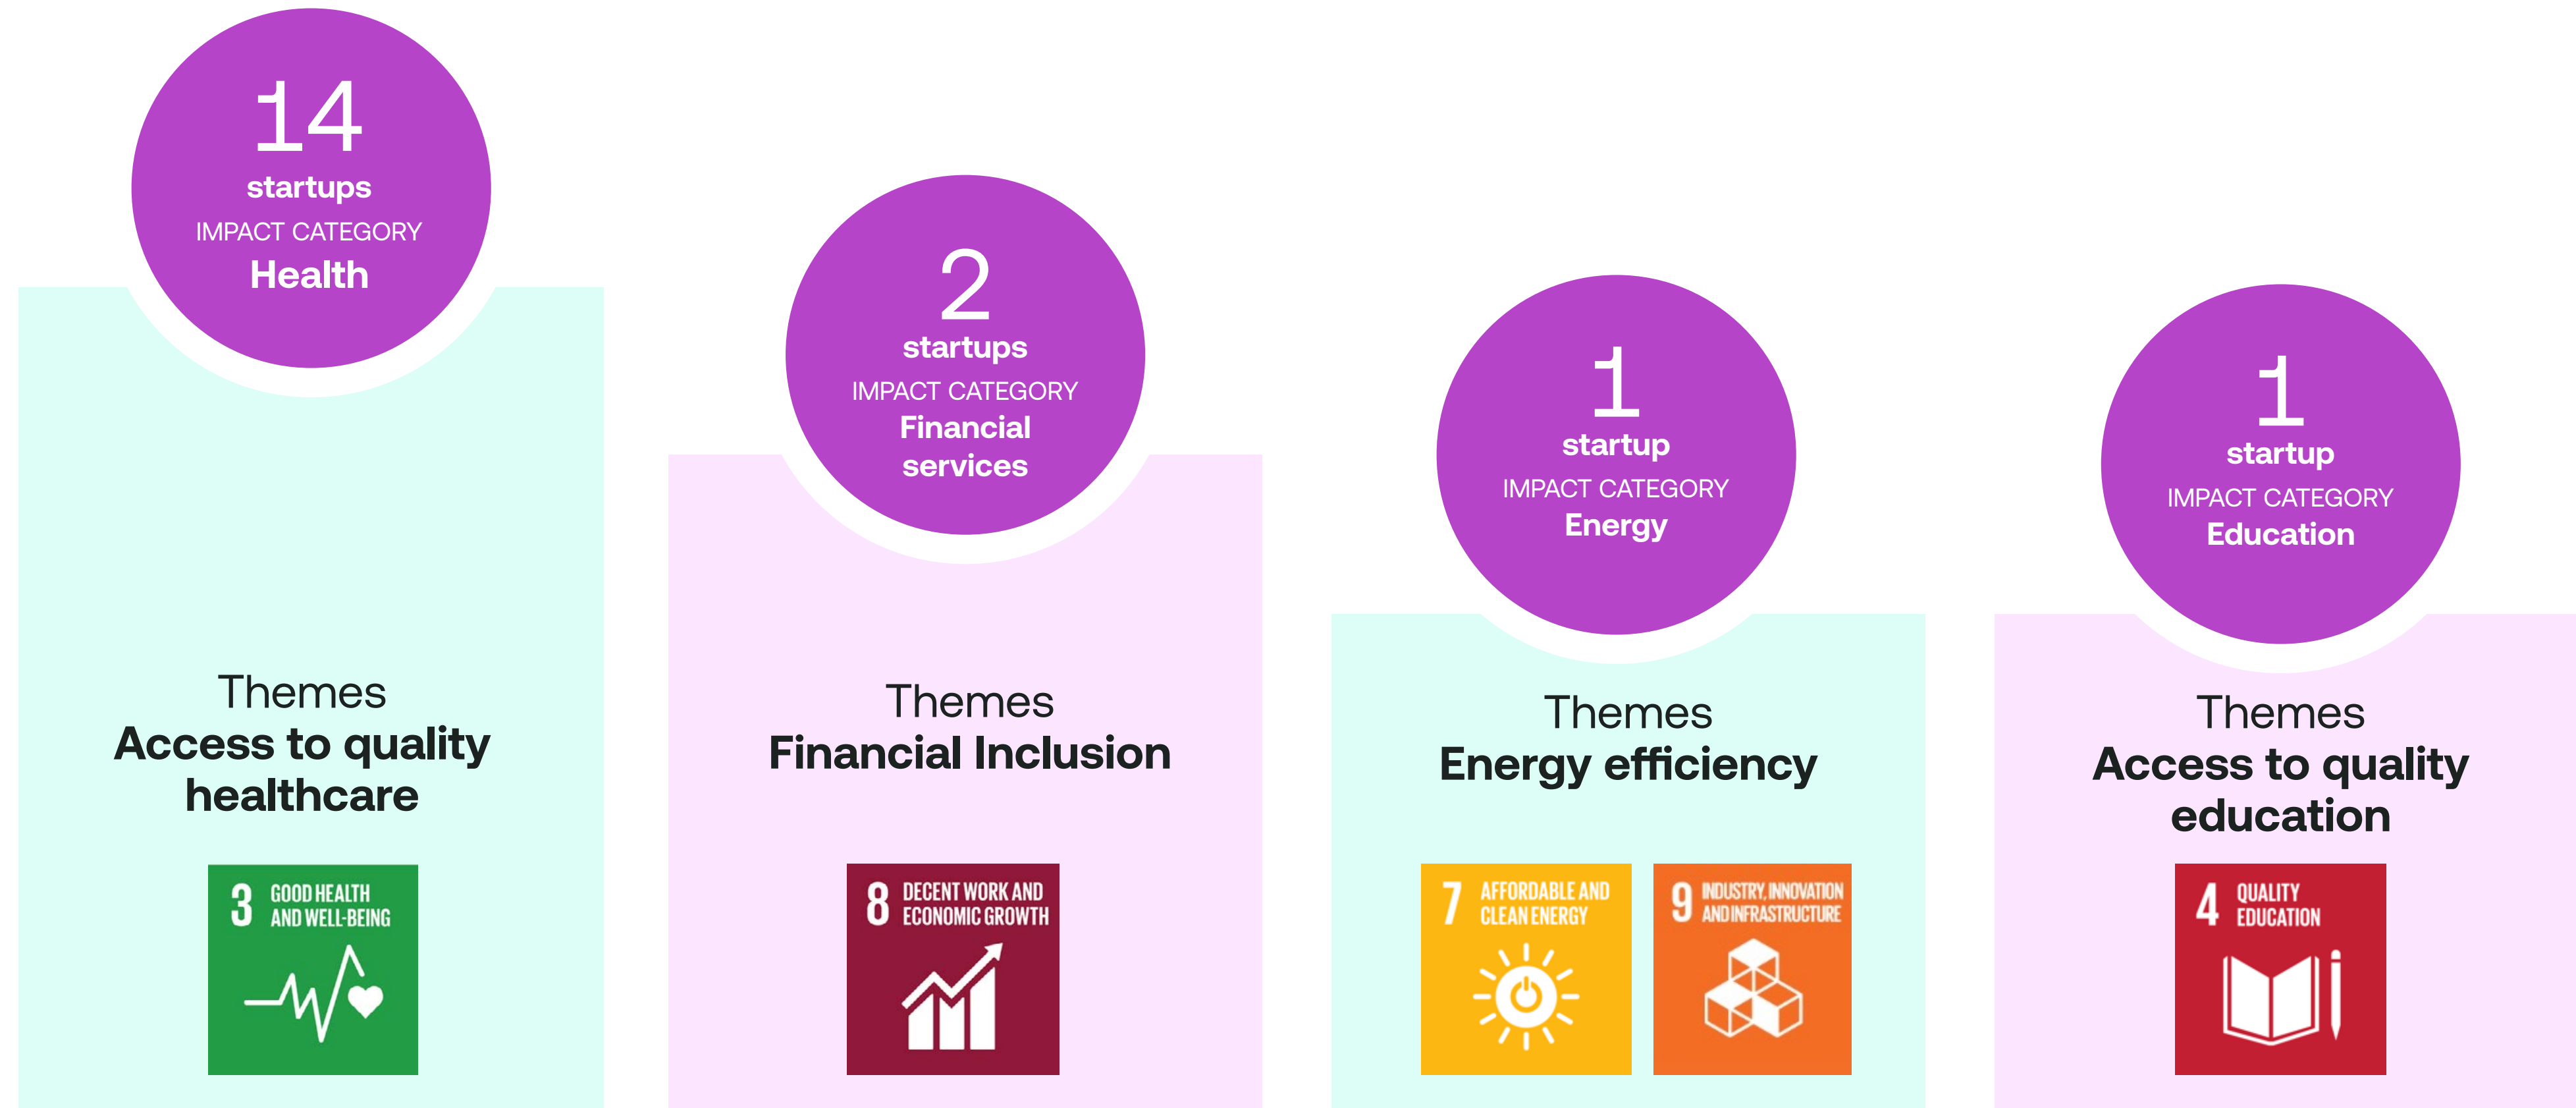 14
startups
IMPACT CATEGORY
Health
Themes
Access to quality
healthcare
3 GOOD HEALTH
AND WELL-BEING
2
startups
IMPACT CATEGORY
Financial
services
Themes
Financial Inclusion
8 DECENT WORK AND
ECONOMIC GROWTH
1
startup
IMPACT CATEGORY
Energy
Themes
Energy efficiency
7 AFFORDABLE AND
CLEAN ENERGY
9 INDUSTRY, INNOVATION
AND INFRASTRUCTURE
1
startup
IMPACT CATEGORY
Education
Themes
Access to quality
education
4 QUALITY
EDUCATION